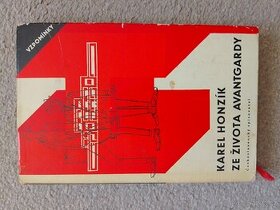 VZPOMÍNKY
KAREL HONZÍK
ZE ŽIVOTA AVANTGARDY
Československý spisovatel